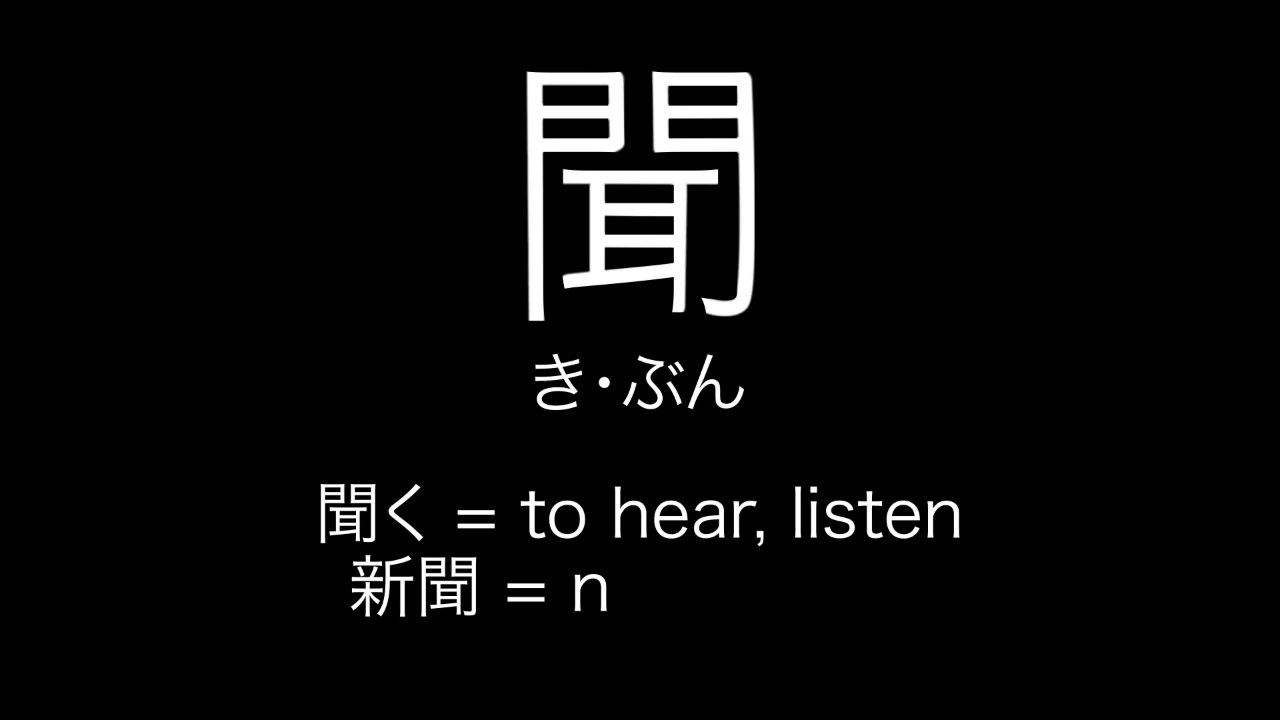 聞
き・ぶん
聞く = to hear, listen
新聞 = n